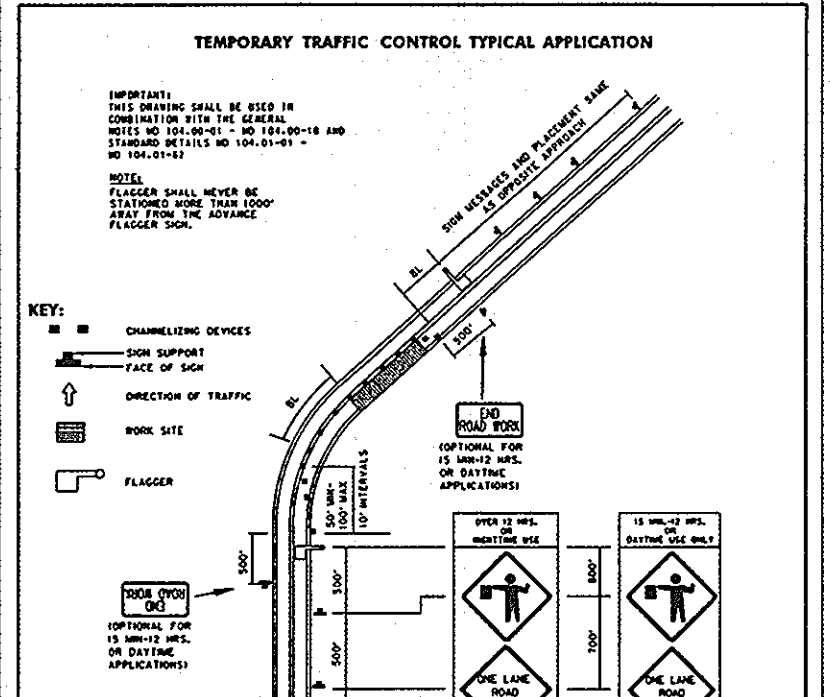 TEMPORARY TRAFFIC CONTROL TYPICAL APPLICATION
IMPORTANT:
THIS DRAWING SHALL BE USED IN
COMBINATION WITH THE GENERAL
NOTES MD 104.00-01 - MD 104.00-18 AND
STANDARD DETAILS MD 104.01-01 -
MD 104.01-82
NOTE:
FLAGGER SHALL NEVER BE
STATIONED MORE THAN 1000'
AWAY FROM THE ADVANCE
FLAGGER SIGN.
SIGN MESSAGES AND PLACEMENT SAME
AS OPPOSITE APPROACH
KEY:
CHANNELIZING DEVICES
SIGN SUPPORT
FACE OF SIGN
DIRECTION OF TRAFFIC
WORK SITE
FLAGGER
BL
500'
BL
END
ROAD WORK
(OPTIONAL FOR
15 MIN-12 HRS.
OR DAYTIME
APPLICATIONS)
50' MIN-
100' MAX
10' INTERVALS
500'
END
ROAD WORK
(OPTIONAL FOR
15 MIN-12 HRS.
OR DAYTIME
APPLICATIONS)
500'
500'
OVER 12 HRS.
OR
NIGHTTIME USE
ONE LANE
ROAD
800'
700'
15 MIN.-12 HRS.
OR
DAYTIME USE ONLY
ONE LANE
ROAD